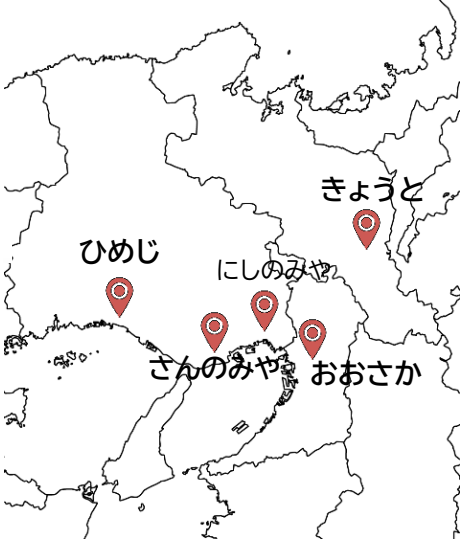 きょうと
ひめじ
にしのみや
さんのみや
おおさか